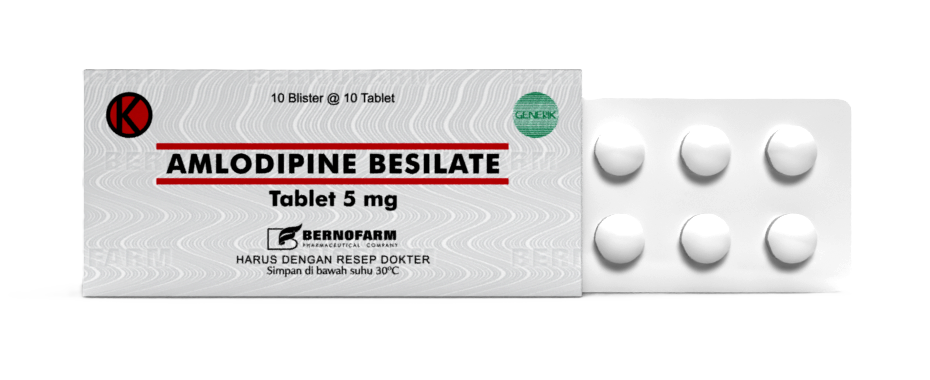 10 Blister @ 10 Tablet
K
GENERIK
AMLODIPINE BESILATE
Tablet 5 mg
BERNOFARM
PHARMACEUTICAL COMPANY
HARUS DENGAN RESEP DOKTER
Simpan di bawah suhu 30°C